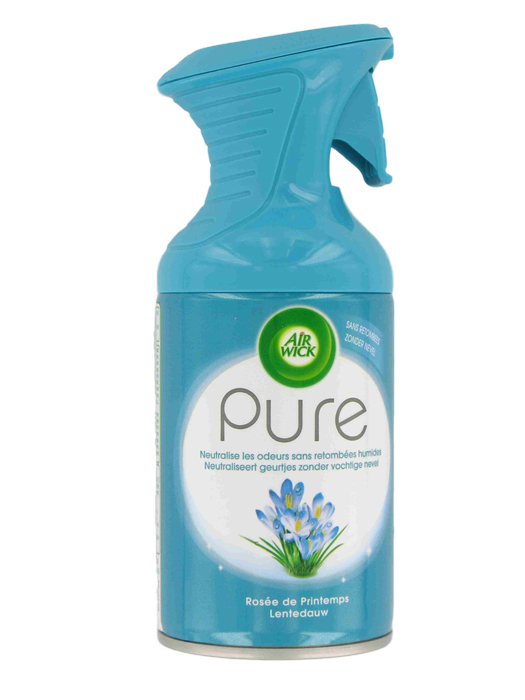 AIR
WICK
SANS RETOMBÉES
ZONDER NEVEL
Pure
Neutralise les odeurs sans retombées humides
Neutraliseert geurtjes zonder vochtige nevel
Rosée de Printemps
Lentedauw